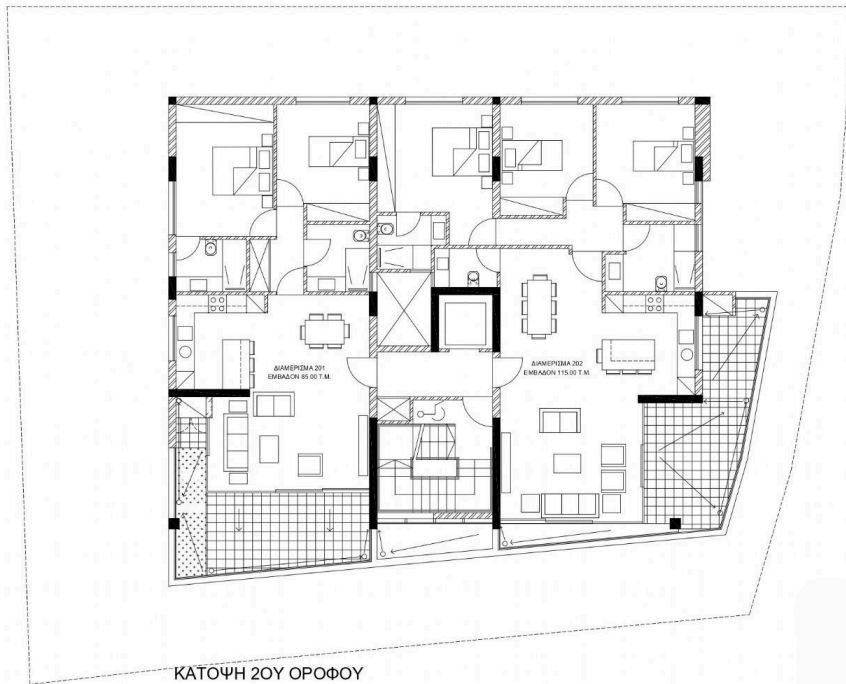 ΔΙΑΜΕΡΙΣΜΑ 201
ΕΜΒΑΔΟΝ 85.00 Τ.Μ.
ΔΙΑΜΕΡΙΣΜΑ 202
ΕΜΒΑΔΟΝ 115.00 Τ.Μ.
ΚΑΤΟΨΗ 2ΟΥ ΟΡΟΦΟΥ